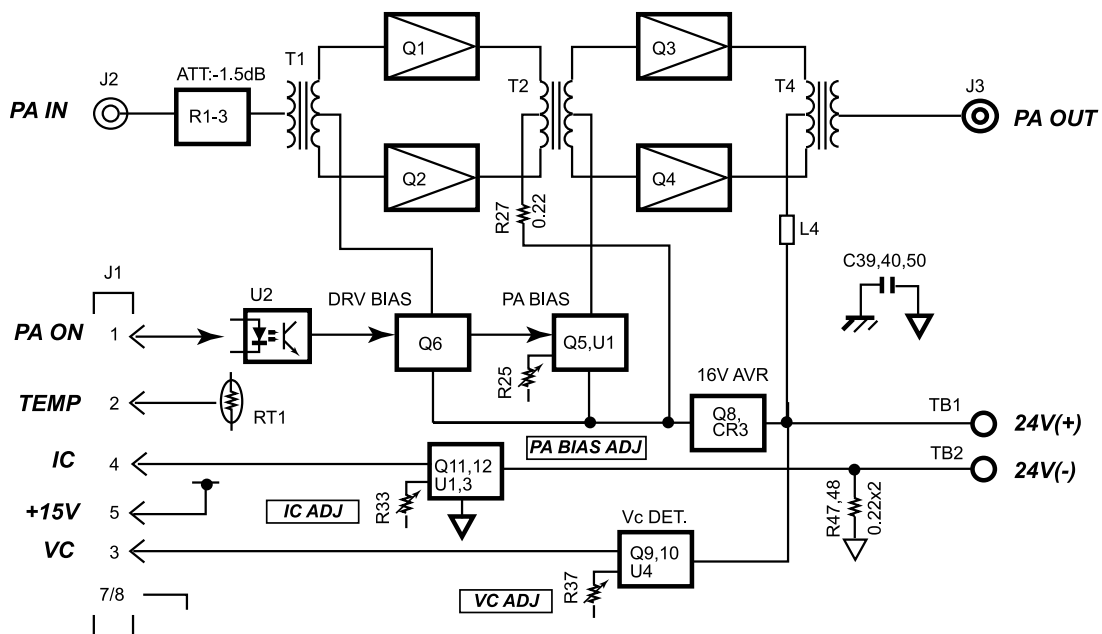 Q1
Q3
T1
T2
T4
J2
ATT:-1.5dB
J3
PA IN
R1-3
PA OUT
Q2
Q4
R27
0.22
L4
C39,40,50
J1
U2
DRV BIAS
PA BIAS
PA ON
1
Q6
Q5,U1
R25
16V AVR
TEMP
2
RT1
Q8,
CR3
TB1
24V(+)
PA BIAS ADJ
IC
4
Q11,12
U1,3
TB2
24V(-)
R33
IC ADJ
+15V
5
R47,48
0.22x2
Vc DET.
VC
3
Q9,10
U4
R37
VC ADJ
7/8